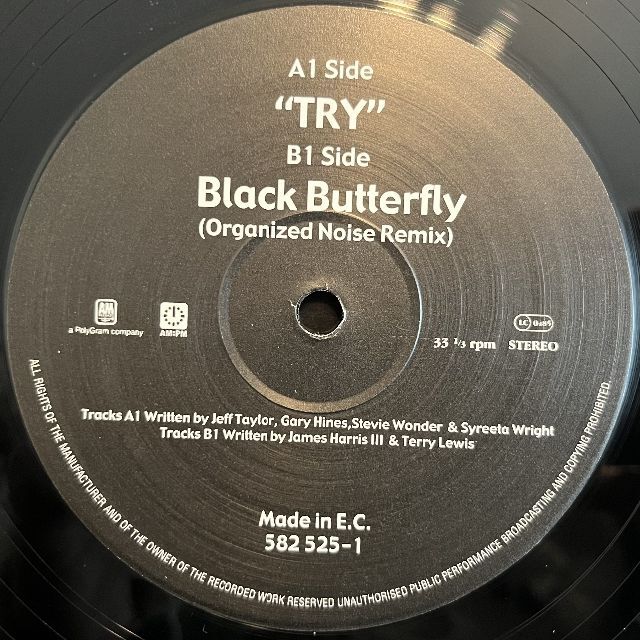 A1 Side
“TRY”
B1 Side
Black Butterfly
(Organized Noise Remix)
AM
a PolyGram company
AM:PM
LC 0485
33 ⅓ rpm STEREO
Tracks A1 Written by Jeff Taylor, Gary Hines,Stevie Wonder & Syreeta Wright
Tracks B1 Written by James Harris III & Terry Lewis
Made in E.C.
582 525-1
ALL RIGHTS OF THE MANUFACTURER AND OF THE OWNER OF THE RECORDED WORK RESERVED UNAUTHORISED PUBLIC PERFORMANCE BROADCASTING AND COPYING PROHIBITED.